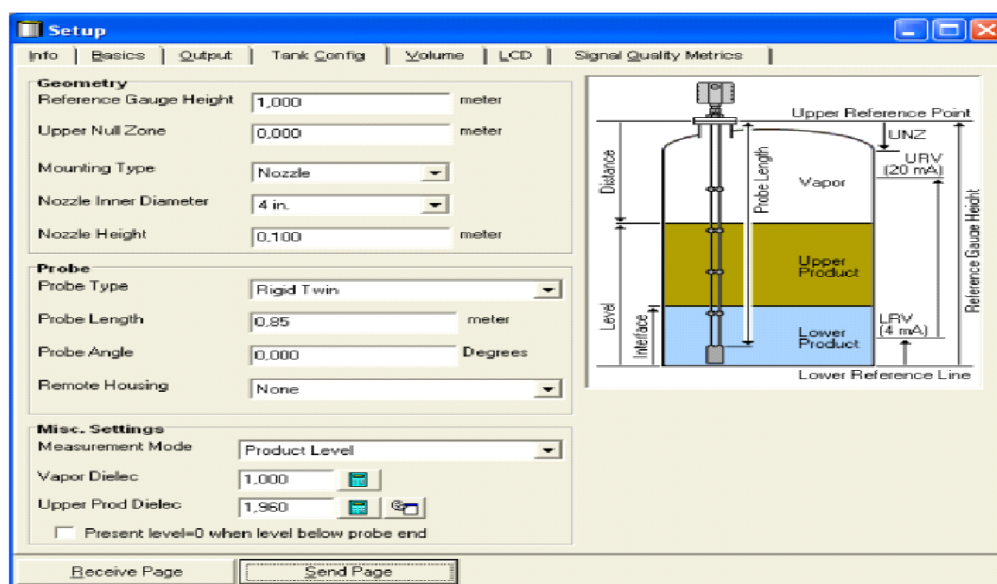 Setup
Info Basics Output Tank Config Volume LCD Signal Quality Metrics
Geometry
Reference Gauge Height 1,000 meter
Upper Null Zone 0,000 meter
Mounting Type Nozzle
Nozzle Inner Diameter 4 in.
Nozzle Height 0,100 meter
Probe
Probe Type Rigid Twin
Probe Length 0,85 meter
Probe Angle 0,000 Degrees
Remote Housing None
Misc. Settings
Measurement Mode Product Level
Vapor Dielec 1,000
Upper Prod Dielec 1,960
Present level=0 when level below probe end
Receive Page Send Page
Upper Reference Point
UNZ
URV
(20 mA)
Distance
Probe Length
Vapor
Reference Gauge Height
Upper
Product
Level
Interface
LRV
(4 mA)
Lower
Product
Lower Reference Line